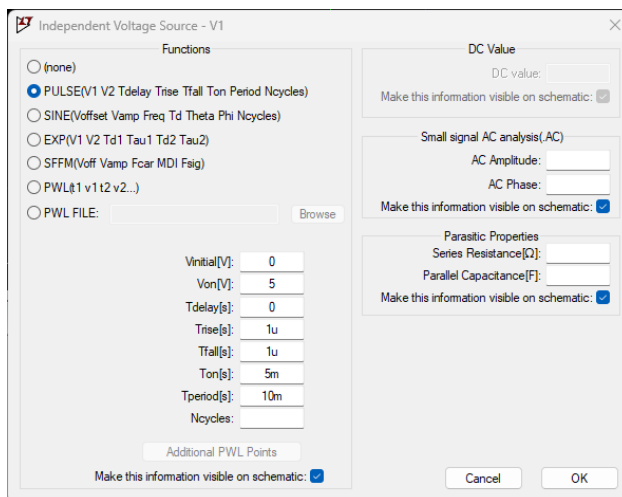 Independent Voltage Source - V1
Functions
(none)
PULSE(V1 V2 Tdelay Trise Tfall Ton Period Ncycles)
SINE(Voffset Vamp Freq Td Theta Phi Ncycles)
EXP(V1 V2 Td1 Tau1 Td2 Tau2)
SFFM(Voff Vamp Fcar MDI Fsig)
PWL(t1 v1 t2 v2...)
PWL FILE: Browse
Vinitial[V]: 0
Von[V]: 5
Tdelay[s]: 0
Trise[s]: 1u
Tfall[s]: 1u
Ton[s]: 5m
Tperiod[s]: 10m
Ncycles:
Additional PWL Points
Make this information visible on schematic:
DC Value
DC value:
Make this information visible on schematic:
Small signal AC analysis(.AC)
AC Amplitude:
AC Phase:
Make this information visible on schematic:
Parasitic Properties
Series Resistance[Ω]:
Parallel Capacitance[F]:
Make this information visible on schematic:
Cancel OK